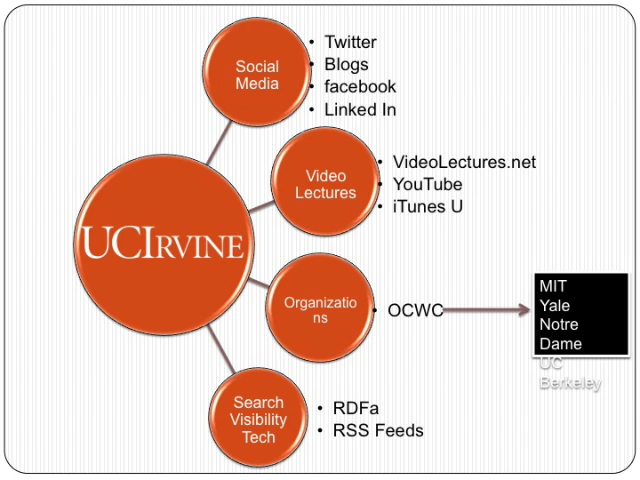 Social
Media
• Twitter
• Blogs
• facebook
• Linked In
Video
Lectures
• VideoLectures.net
• YouTube
• iTunes U
UCIRVINE
Organizatio
ns
• OCWC
MIT
Yale
Notre
Dame
UC
Berkeley
Search
Visibility
Tech
• RDFa
• RSS Feeds